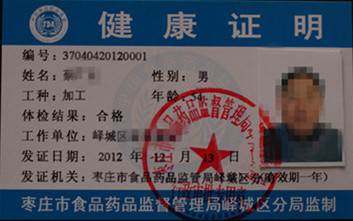 健康证明
编号：37040420120001
姓名：
性别：男
工种：加工
年龄：54
体检结果：合格
工作单位：峄城区
发证日期：2012 年 12 月 13 日
发证机关：枣庄市食品药品监督管理局峄城区分(有效期一年)
枣庄市食品药品监督管理局峄城区分局监制